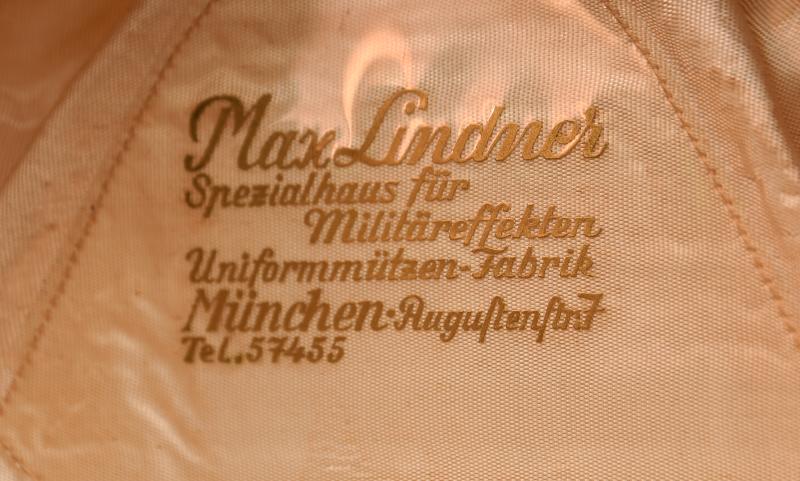 Max Lindner
Spezialhaus für
Militäreffekten
Uniformmützen-Fabrik
München·Auguſtenſtr.7
Tel.57455